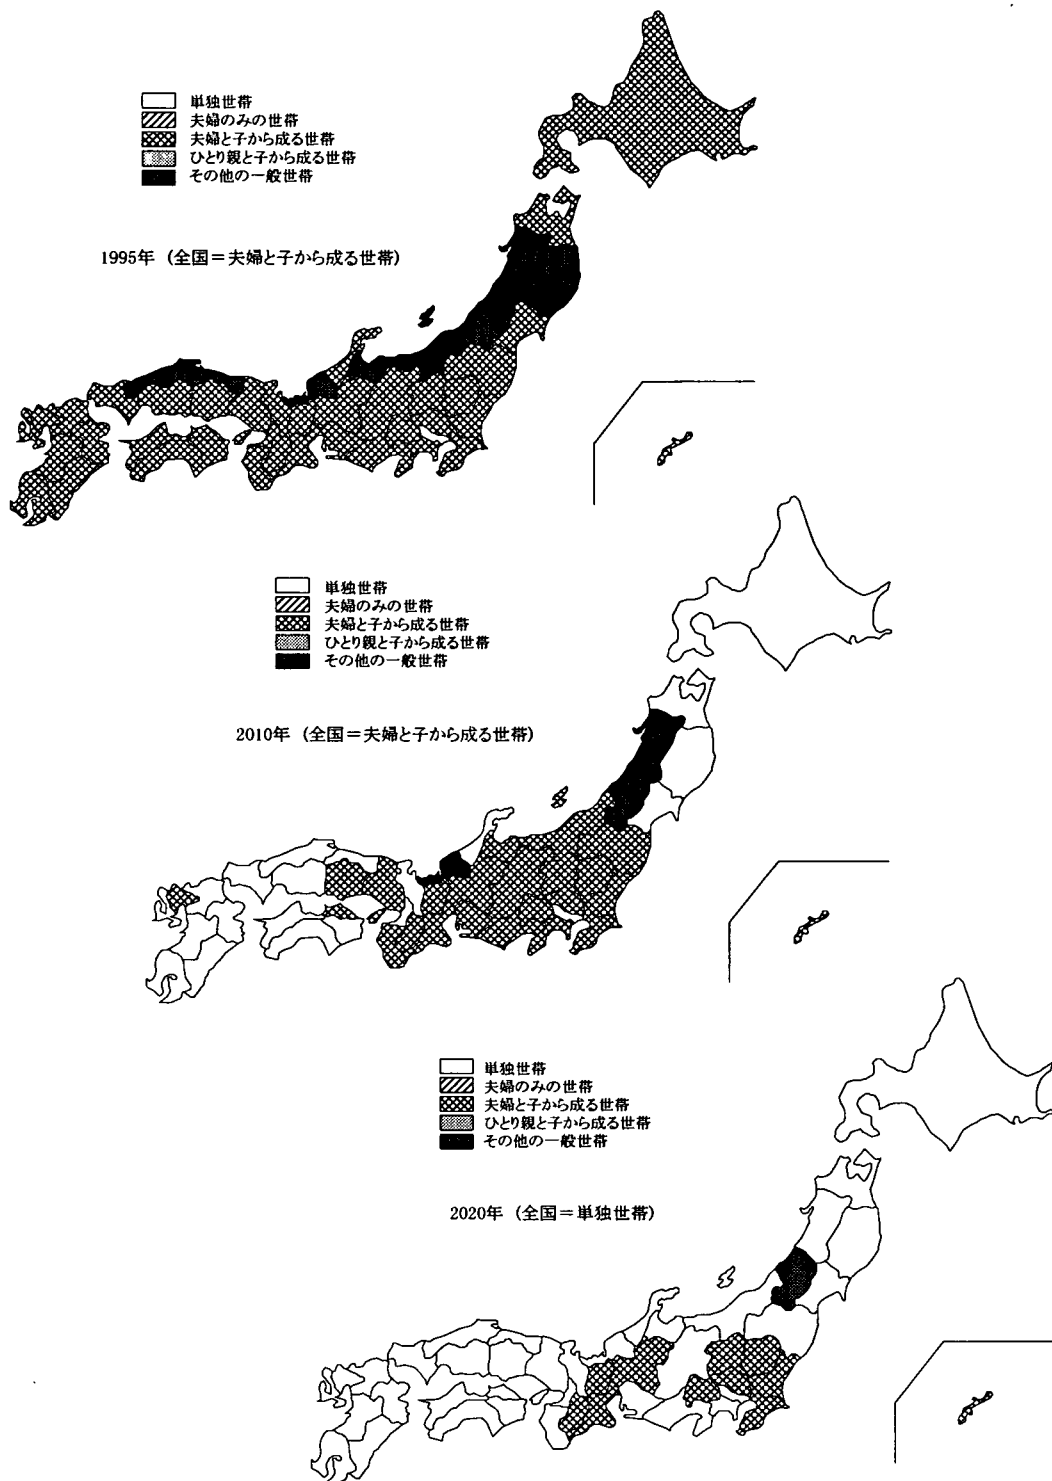 単独世帯
夫婦のみの世帯
夫婦と子から成る世帯
ひとり親と子から成る世帯
その他の一般世帯
1995年 (全国＝夫婦と子から成る世帯)
単独世帯
夫婦のみの世帯
夫婦と子から成る世帯
ひとり親と子から成る世帯
その他の一般世帯
2010年 (全国＝夫婦と子から成る世帯)
単独世帯
夫婦のみの世帯
夫婦と子から成る世帯
ひとり親と子から成る世帯
その他の一般世帯
2020年 (全国＝単独世帯)